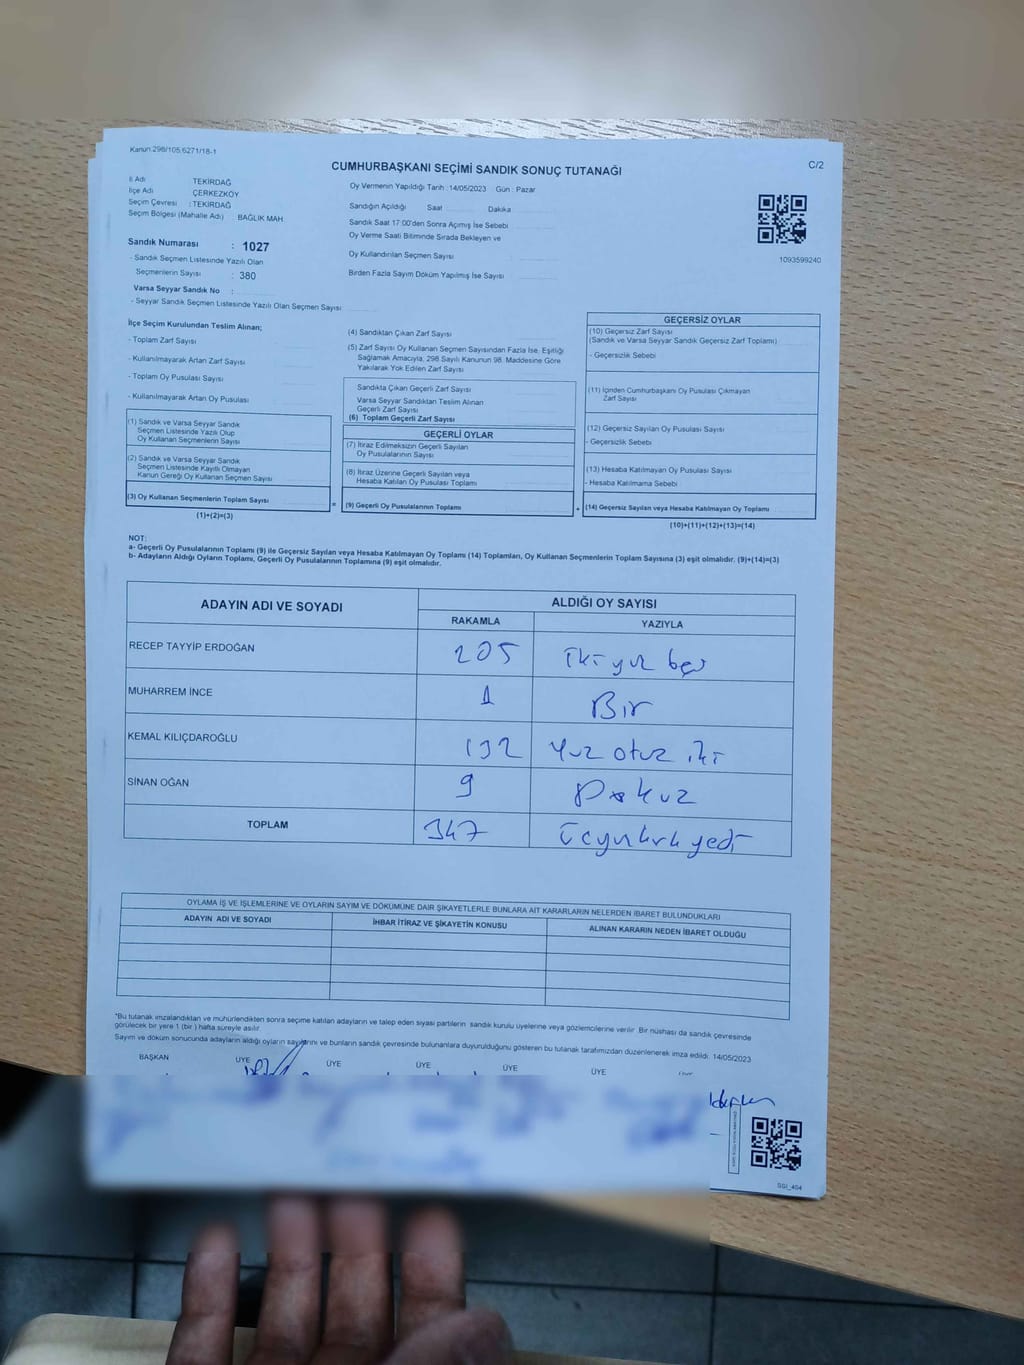 Kanun.298/105,6271/18-1
CUMHURBAŞKANI SEÇİMİ SANDIK SONUÇ TUTANAĞI
C/2
İl Adı TEKİRDAĞ
İlçe Adı ÇERKEZKÖY
Seçim Çevresi : TEKİRDAĞ
Seçim Bölgesi (Mahalle Adı) BAĞLIK MAH
Sandık Numarası : 1027
- Sandık Seçmen Listesinde Yazılı Olan
Seçmenlerin Sayısı : 380
Varsa Seyyar Sandık No :
- Seyyar Sandık Seçmen Listesinde Yazılı Olan Seçmen Sayısı
Oy Vermenin Yapıldığı Tarih : 14/05/2023 Gün : Pazar
Sandığın Açıldığı Saat Dakika
Sandık Saat 17:00'den Sonra Açımış İse Sebebi
Oy Verme Saati Bitiminde Sırada Bekleyen ve
Oy Kullandırılan Seçmen Sayısı
Birden Fazla Sayım Döküm Yapılmış İse Sayısı
1093599240
İlçe Seçim Kurulundan Teslim Alınan;
- Toplam Zarf Sayısı
- Kullanılmayarak Artan Zarf Sayısı
- Toplam Oy Pusulası Sayısı
- Kullanılmayarak Artan Oy Pusulası
(1) Sandık ve Varsa Seyyar Sandık
Seçmen Listesinde Yazılı Olup
Oy Kullanan Seçmenlerin Sayısı
(2) Sandık ve Varsa Seyyar Sandık
Seçmen Listesinde Kayıtlı Olmayan
Kanun Gereği Oy Kullanan Seçmen Sayısı
(3) Oy Kullanan Seçmenlerin Toplam Sayısı
(1)+(2)=(3)
=
(4) Sandıktan Çıkan Zarf Sayısı
(5) Zarf Sayısı Oy Kullanan Seçmen Sayısından Fazla İse, Eşitliği
Sağlamak Amacıyla, 298 Sayılı Kanunun 98. Maddesine Göre
Yakılarak Yok Edilen Zarf Sayısı
Sandıkta Çıkan Geçerli Zarf Sayısı
Varsa Seyyar Sandıktan Teslim Alınan
Geçerli Zarf Sayısı
(6) Toplam Geçerli Zarf Sayısı
GEÇERLİ OYLAR
(7) İtiraz Edilmeksizin Geçerli Sayılan
Oy Pusulalarının Sayısı
(8) İtiraz Üzerine Geçerli Sayılan veya
Hesaba Katılan Oy Pusulası Toplamı
(9) Geçerli Oy Pusulalarının Toplamı
+
GEÇERSİZ OYLAR
(10) Geçersiz Zarf Sayısı
(Sandık ve Varsa Seyyar Sandık Geçersiz Zarf Toplamı)
- Geçersizlik Sebebi
(11) İçinden Cumhurbaşkanı Oy Pusulası Çıkmayan
Zarf Sayısı
(12) Geçersiz Sayılan Oy Pusulası Sayısı
- Geçersizlik Sebebi
(13) Hesaba Katılmayan Oy Pusulası Sayısı
- Hesaba Katılmama Sebebi
(14) Geçersiz Sayılan veya Hesaba Katılmayan Oy Toplamı
(10)+(11)+(12)+(13)=(14)
NOT:
a- Geçerli Oy Pusulalarının Toplamı (9) ile Geçersiz Sayılan veya Hesaba Katılmayan Oy Toplamı (14) Toplamları, Oy Kullanan Seçmenlerin Toplam Sayısına (3) eşit olmalıdır. (9)+(14)=(3)
b- Adayların Aldığı Oyların Toplamı, Geçerli Oy Pusulalarının Toplamına (9) eşit olmalıdır.
ADAYIN ADI VE SOYADI ALDIĞI OY SAYISI
RAKAMLA YAZIYLA
RECEP TAYYİP ERDOĞAN 205 ikiyüz beş
MUHARREM İNCE 1 Bir
KEMAL KILIÇDAROĞLU 132 Yuz otuz iki
SİNAN OĞAN 9 Dokuz
TOPLAM 347 Üçyüzkırkyedi
OYLAMA İŞ VE İŞLEMLERİNE VE OYLARIN SAYIM VE DÖKÜMÜNE DAİR ŞİKAYETLERLE BUNLARA AİT KARARLARIN NELERDEN İBARET BULUNDUKLARI
ADAYIN ADI VE SOYADI İHBAR İTİRAZ VE ŞİKAYETİN KONUSU ALINAN KARARIN NEDEN İBARET OLDUĞU
*Bu tutanak imzalandıktan ve mühürlendikten sonra seçime katılan adayların ve talep eden siyasi partilerin sandık kurulu üyelerine veya gözlemcilerine verilir. Bir nüshası da sandık çevresinde
görülecek bir yere 1 (bir) hafta süreyle asılır.
Sayım ve döküm sonucunda adayların aldığı oyların sayılarını ve bunların sandık çevresinde bulunanlara duyurulduğunu gösteren bu tutanak tarafımızdan düzenlenerek imza edildi. 14/05/2023
BAŞKAN ÜYE ÜYE ÜYE ÜYE ÜYE
SSI_404